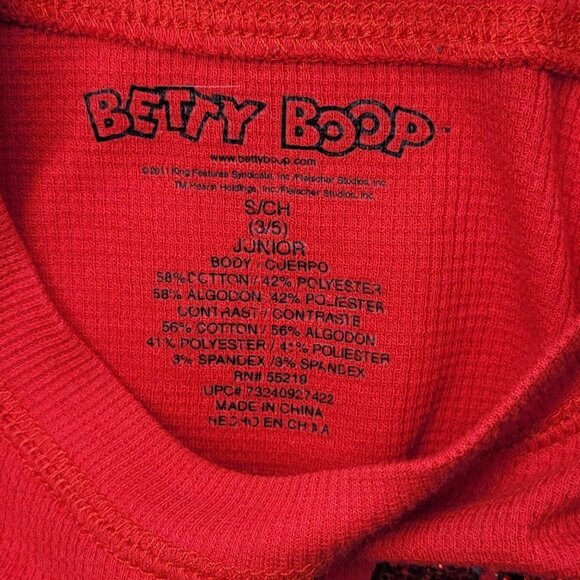 BETTY BOOP™
www.bettyboop.com
©2011 King Features Syndicate, Inc./Fleischer Studios, Inc.
TM Hearst Holdings, Inc./Fleischer Studios, Inc.
S/CH
(3/5)
JUNIOR
BODY / CUERPO
58% COTTON / 42% POLYESTER
58% ALGODON / 42% POLIESTER
CONTRAST / CONTRASTE
56% COTTON / 56% ALGODON
41% POLYESTER / 41% POLIESTER
3% SPANDEX / 3% SPANDEX
RN# 55219
UPC# 73240927422
MADE IN CHINA
HECHO EN CHINA